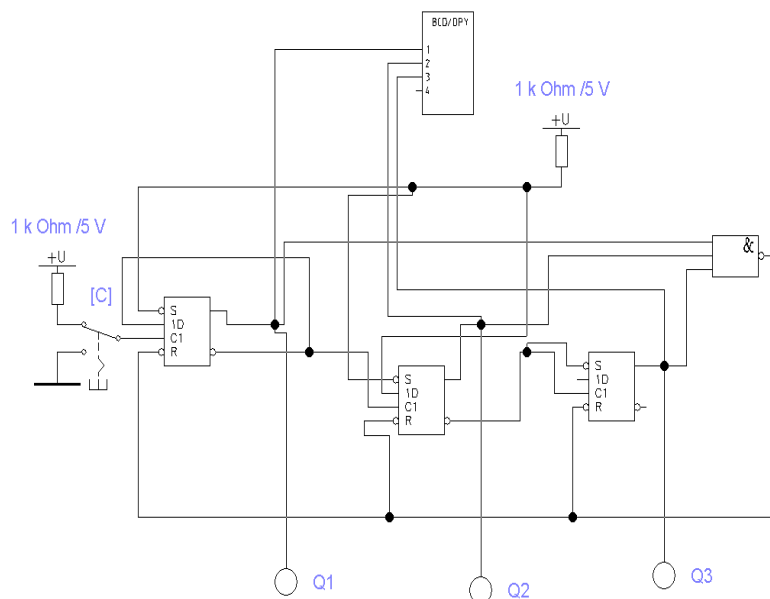 BCD/DPY
1
2
3
4
1 k Ohm /5 V
+U
1 k Ohm /5 V
+U
[C]
&
S
1D
C1
R
S
1D
C1
R
S
1D
C1
R
Q1
Q2
Q3